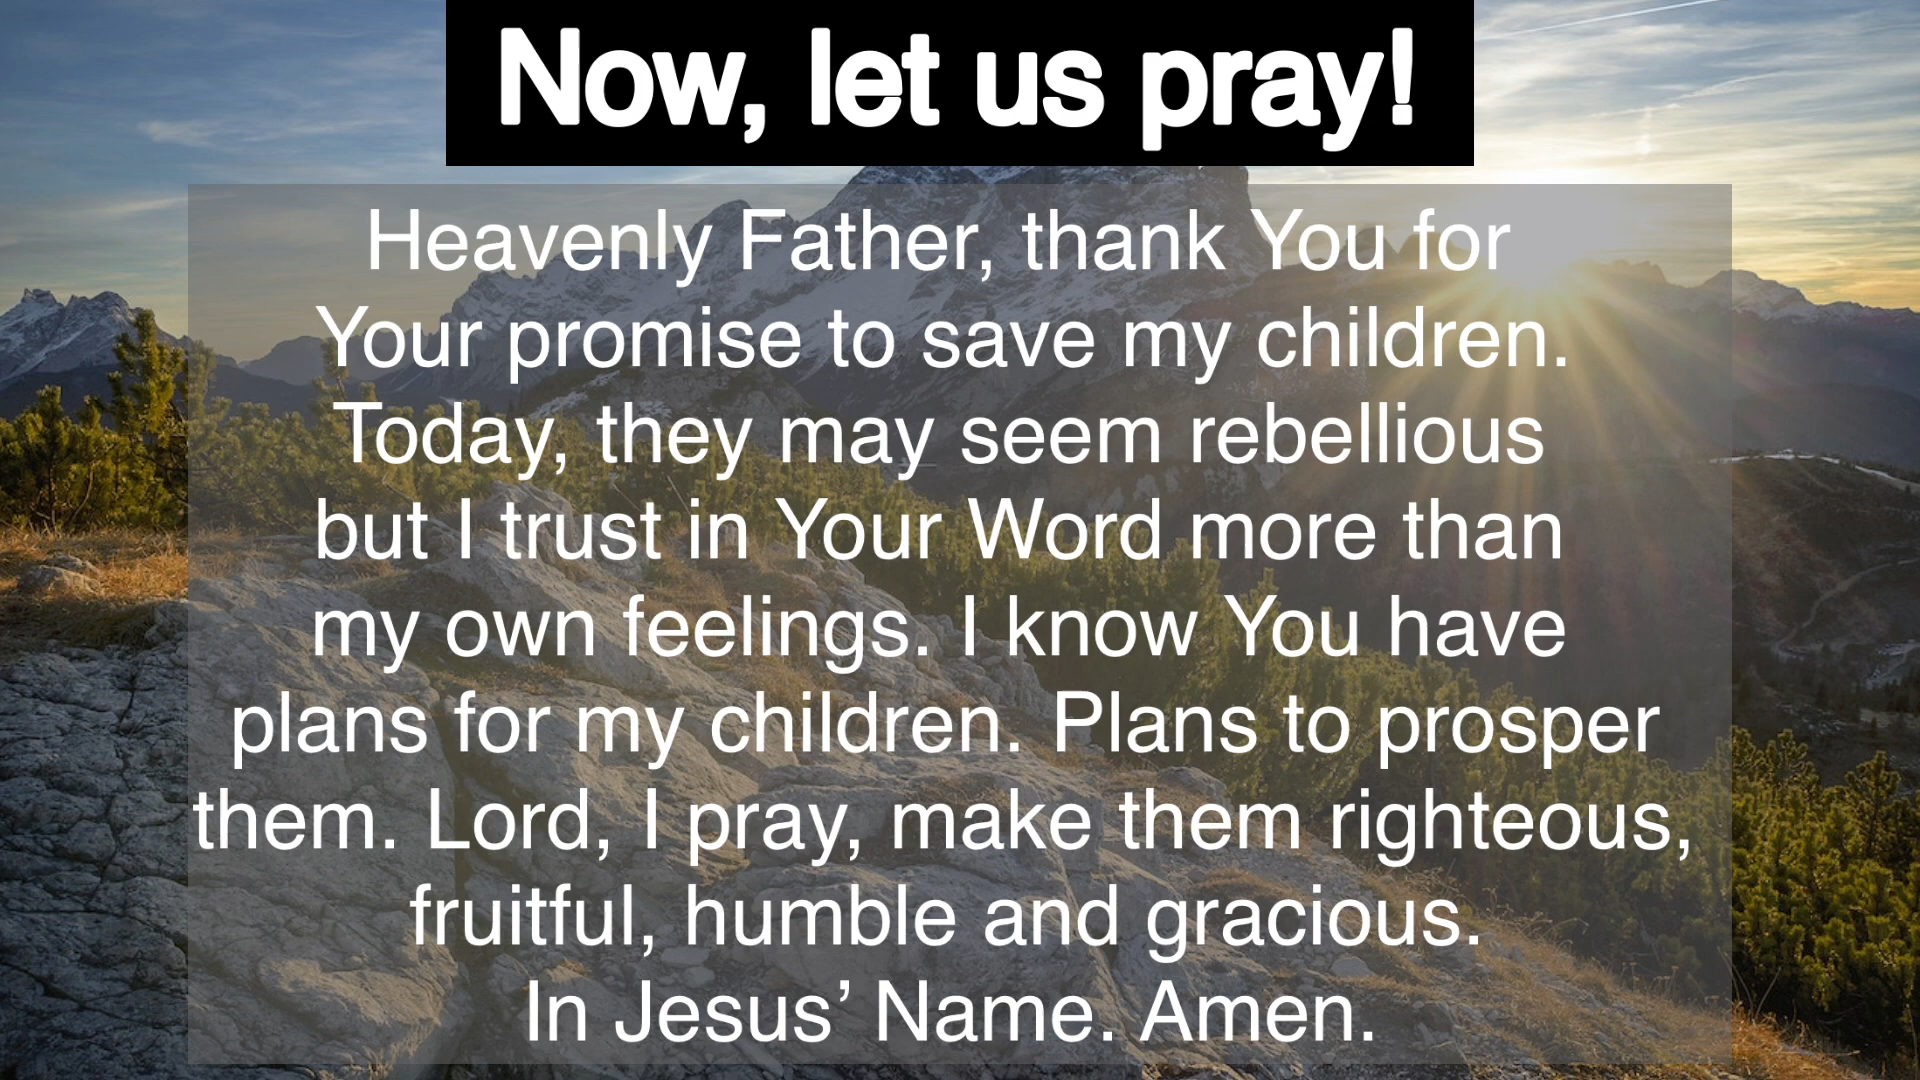 Now, let us pray!
Heavenly Father, thank You for
Your promise to save my children.
Today, they may seem rebellious
but I trust in Your Word more than
my own feelings. I know You have
plans for my children. Plans to prosper
them. Lord, I pray, make them righteous,
fruitful, humble and gracious.
In Jesus’ Name. Amen.